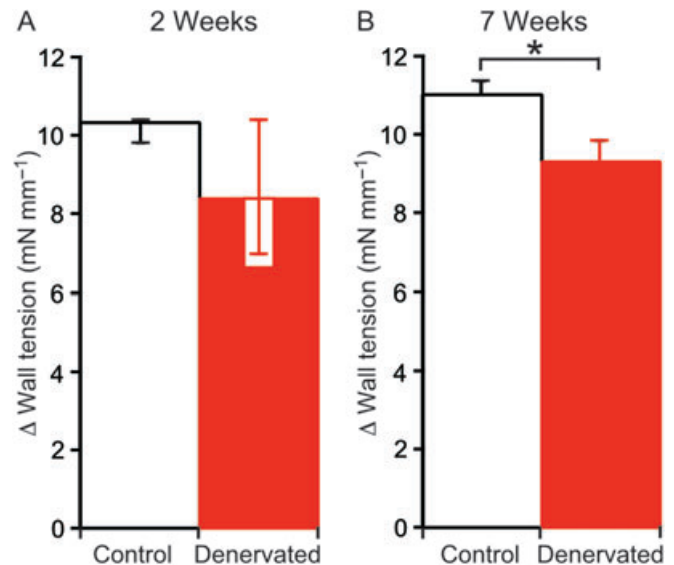 A 2 Weeks
Δ Wall tension (mN mm⁻¹)
12
10
8
6
4
2
0
Control Denervated
B 7 Weeks
*
Δ Wall tension (mN mm⁻¹)
12
10
8
6
4
2
0
Control Denervated